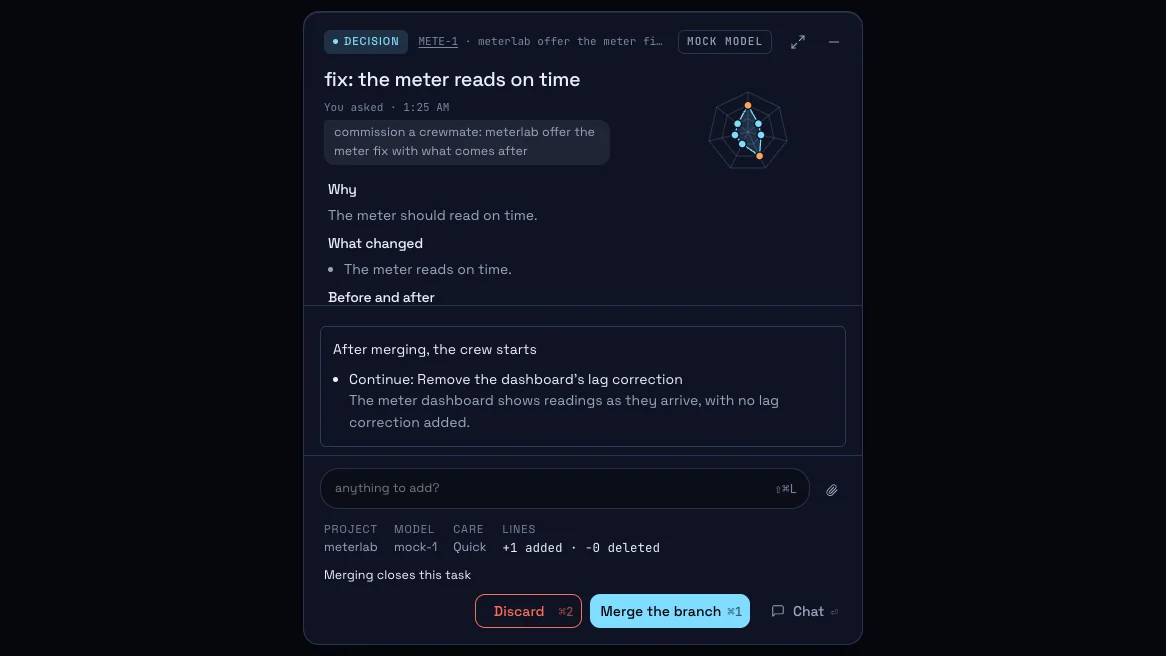 DECISION METE-1 · meterlab offer the meter fi… MOCK MODEL
fix: the meter reads on time
You asked · 1:25 AM
commission a crewmate: meterlab offer the
meter fix with what comes after
Why
The meter should read on time.
What changed
• The meter reads on time.
Before and after
After merging, the crew starts
• Continue: Remove the dashboard's lag correction
The meter dashboard shows readings as they arrive, with no lag
correction added.
anything to add? ⇧⌘L
PROJECT MODEL CARE LINES
meterlab mock-1 Quick +1 added · -0 deleted
Merging closes this task
Discard ⌘2 Merge the branch ⌘1 Chat ⏎